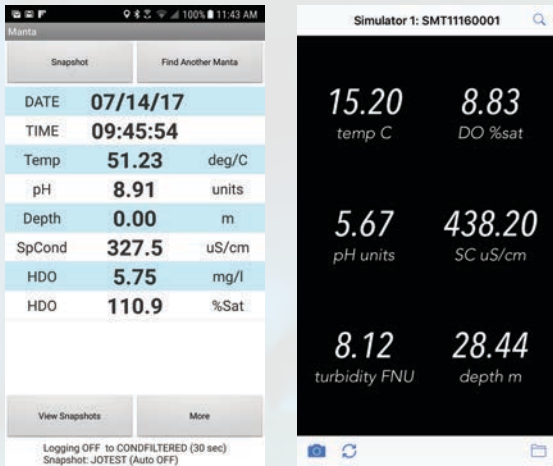 100% 11:43 AM
Manta
Snapshot
Find Another Manta
DATE 07/14/17
TIME 09:45:54
Temp 51.23 deg/C
pH 8.91 units
Depth 0.00 m
SpCond 327.5 uS/cm
HDO 5.75 mg/l
HDO 110.9 %Sat
View Snapshots
More
Logging OFF to CONDFILTERED (30 sec)
Snapshot: JOTEST (Auto OFF)
Simulator 1: SMT11160001
15.20 8.83
temp C DO %sat
5.67 438.20
pH units SC uS/cm
8.12 28.44
turbidity FNU depth m